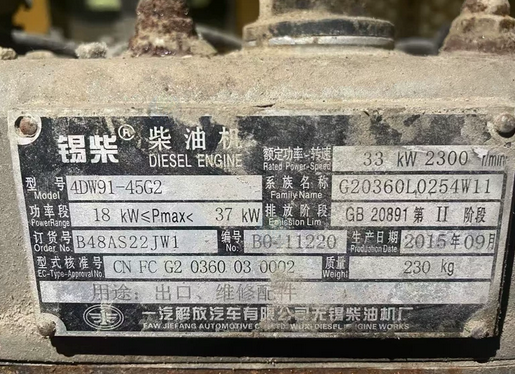 锡柴® 柴油机 额定功率-转速 33 kW 2300 r/min
DIESEL ENGINE Rated Power-Speed
型号 4DW91-45G2 系族名称 G20360LQ254W11
Model Family Name
功率段 18 kW≤Pmax< 37 kW 排放阶段 GB 20891 第 II 阶段
PowerRange Emission Lim
订货号 B48AS22JW1 编号 生产日期 2015年09月
Order No No. Production Date
型式核准号 CN FC G2 0360 03 0002 质量 230 kg
EC-Type-Approval No. Weight
用途：出口、维修配件
一汽解放汽车有限公司无锡柴油机厂
FAW JIEFANG AUTOMOTIVE CO.,LTD. WUXI DIESEL ENGINE WORKS